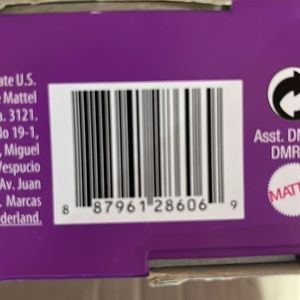 ate U.S.
e Mattel
a. 3121.
lo 19-1,
, Miguel
Vespucio
Av. Juan
. Marcas
derland.
8 87961 28606 9
Asst. DM
DMR
MATT